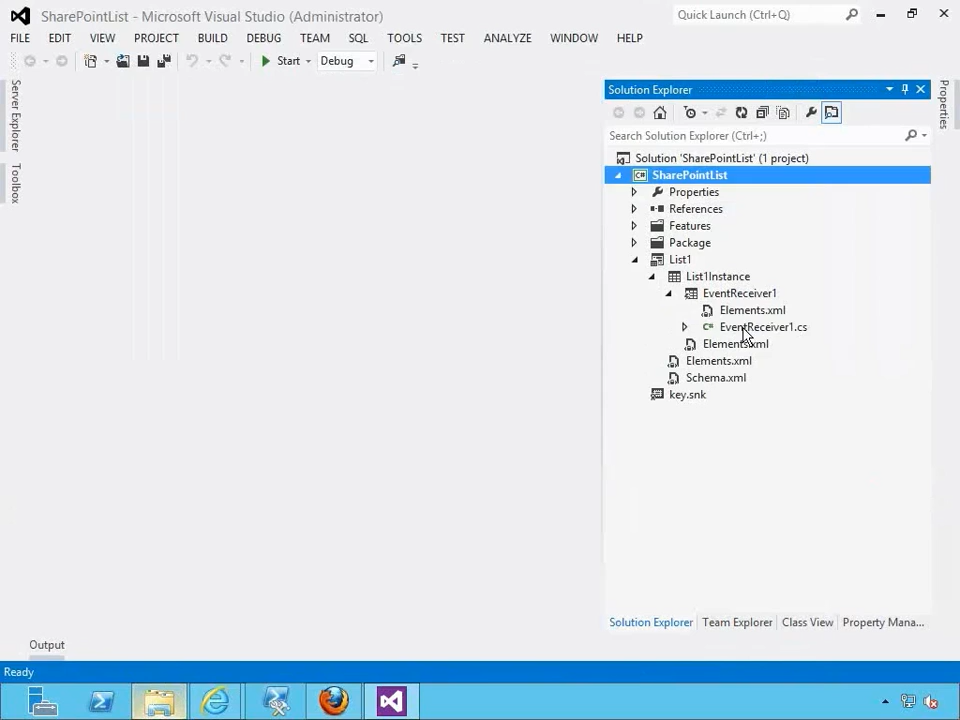 SharePointList - Microsoft Visual Studio (Administrator)
Quick Launch (Ctrl+Q)
FILE EDIT VIEW PROJECT BUILD DEBUG TEAM SQL TOOLS TEST ANALYZE WINDOW HELP
Start Debug
Server Explorer
Toolbox
Solution Explorer
Properties
Search Solution Explorer (Ctrl+;)
Solution 'SharePointList' (1 project)
C# SharePointList
Properties
References
Features
Package
List1
List1Instance
EventReceiver1
Elements.xml
C# EventReceiver1.cs
Elements.xml
Elements.xml
Schema.xml
key.snk
Solution Explorer Team Explorer Class View Property Mana...
Output
Ready